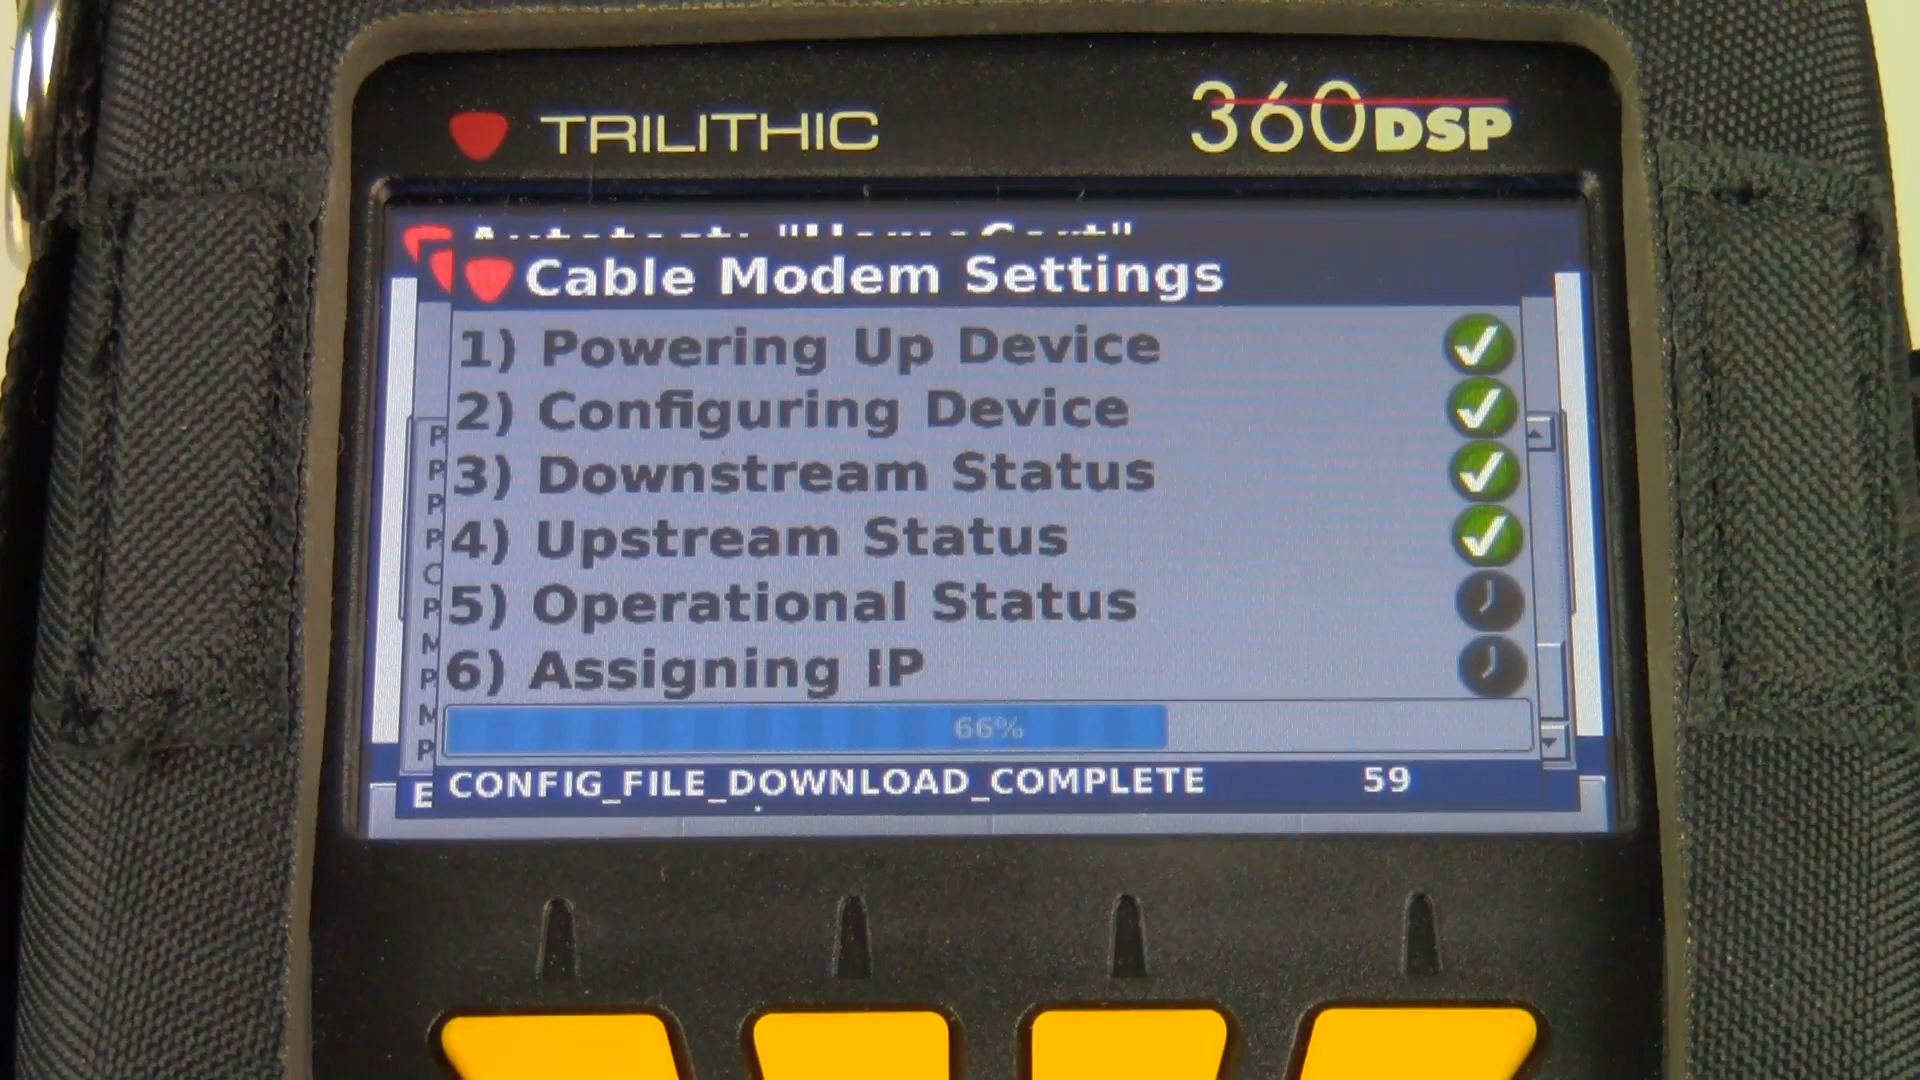 TRILITHIC
360DSP
Cable Modem Settings
1) Powering Up Device
2) Configuring Device
3) Downstream Status
4) Upstream Status
5) Operational Status
6) Assigning IP
66%
CONFIG_FILE_DOWNLOAD_COMPLETE 59